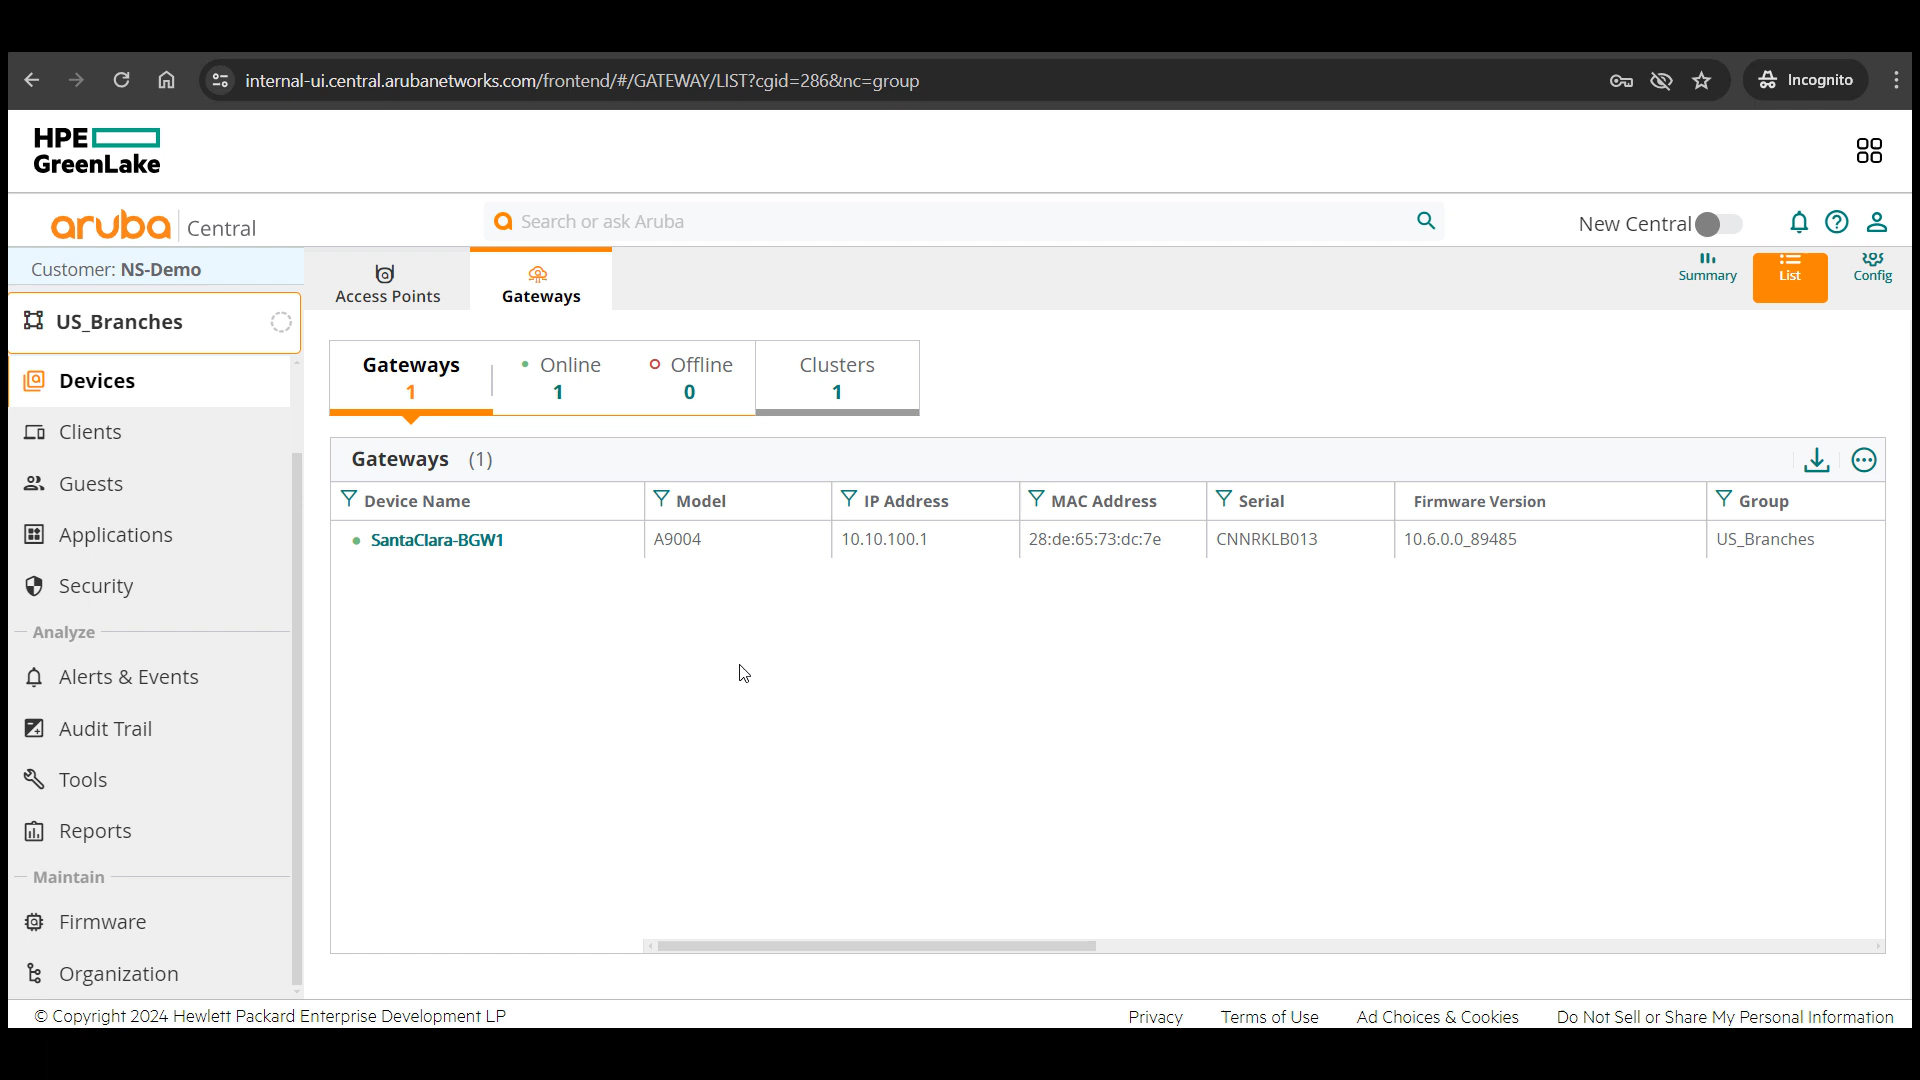 internal-ui.central.arubanetworks.com/frontend/#/GATEWAY/LIST?cgid=286&nc=group
Incognito
HPE
GreenLake
aruba Central
Search or ask Aruba
New Central
Customer: NS-Demo
Access Points
Gateways
Summary
List
Config
US_Branches
Devices
Clients
Guests
Applications
Security
Analyze
Alerts & Events
Audit Trail
Tools
Reports
Maintain
Firmware
Organization
Gateways
1
Online
1
Offline
0
Clusters
1
Gateways (1)
Device Name Model IP Address MAC Address Serial Firmware Version Group
SantaClara-BGW1 A9004 10.10.100.1 28:de:65:73:dc:7e CNNRKLB013 10.6.0.0_89485 US_Branches
© Copyright 2024 Hewlett Packard Enterprise Development LP
Privacy Terms of Use Ad Choices & Cookies Do Not Sell or Share My Personal Information